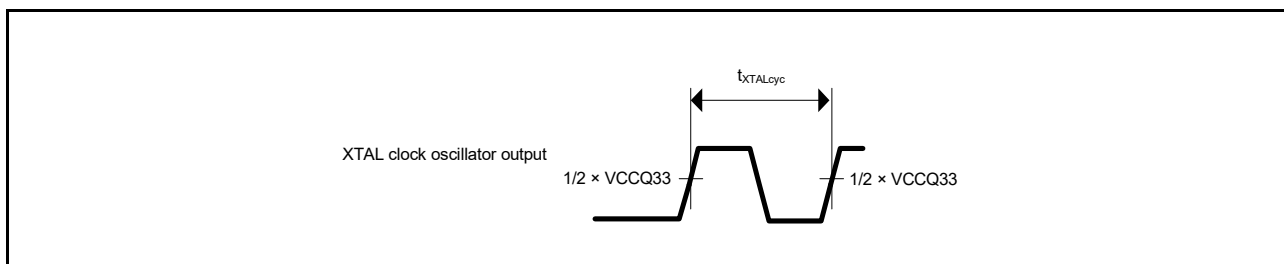 tXTALcyc
XTAL clock oscillator output
1/2 × VCCQ33
1/2 × VCCQ33